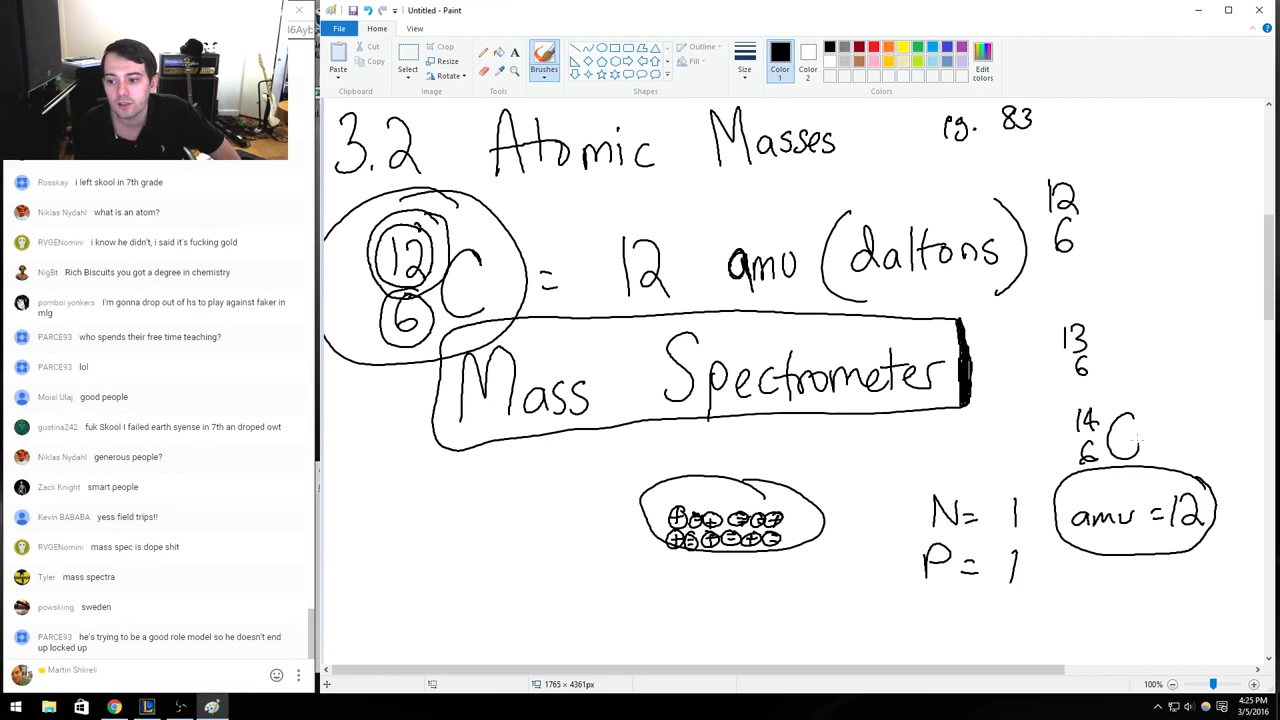 Untitled - Paint
File Home View
Paste
Cut
Copy
Clipboard
Select
Crop
Resize
Rotate
Image
Tools
Brushes
Shapes
Outline
Fill
Size
Color 1
Color 2
Colors
Edit colors
36Ayb
Rosskay i left skool in 7th grade
Niklas Nydahl what is an atom?
RVGENomini i know he didn't, i said it's fucking gold
NigBt Rich Biscuits you got a degree in chemistry
pornboi yonkers I'm gonna drop out of hs to play against faker in
mlg
PARCE93 who spends their free time teaching?
PARCE93 lol
Moisi Ulaj good people
gustina242 fuk Skool I failed earth syense in 7th an droped owt
Niklas Nydahl generous people?
Zack Knight smart people
Kevin BABABA yess field trips!!
RVGENomini mass spec is dope shit
Tyler mass spectra
powskiing sweden
PARCE93 he's trying to be a good role model so he doesn't end
up locked up
Martin Shkreli
3.2 Atomic Masses pg. 83
12
6 C = 12 amu (daltons)
12
6
Mass Spectrometer
13
6
14
6 C
+ - + - - +
+ - + - + -
N = 1
P = 1
amu = 12
1765 × 4361px
100%
4:25 PM
3/5/2016